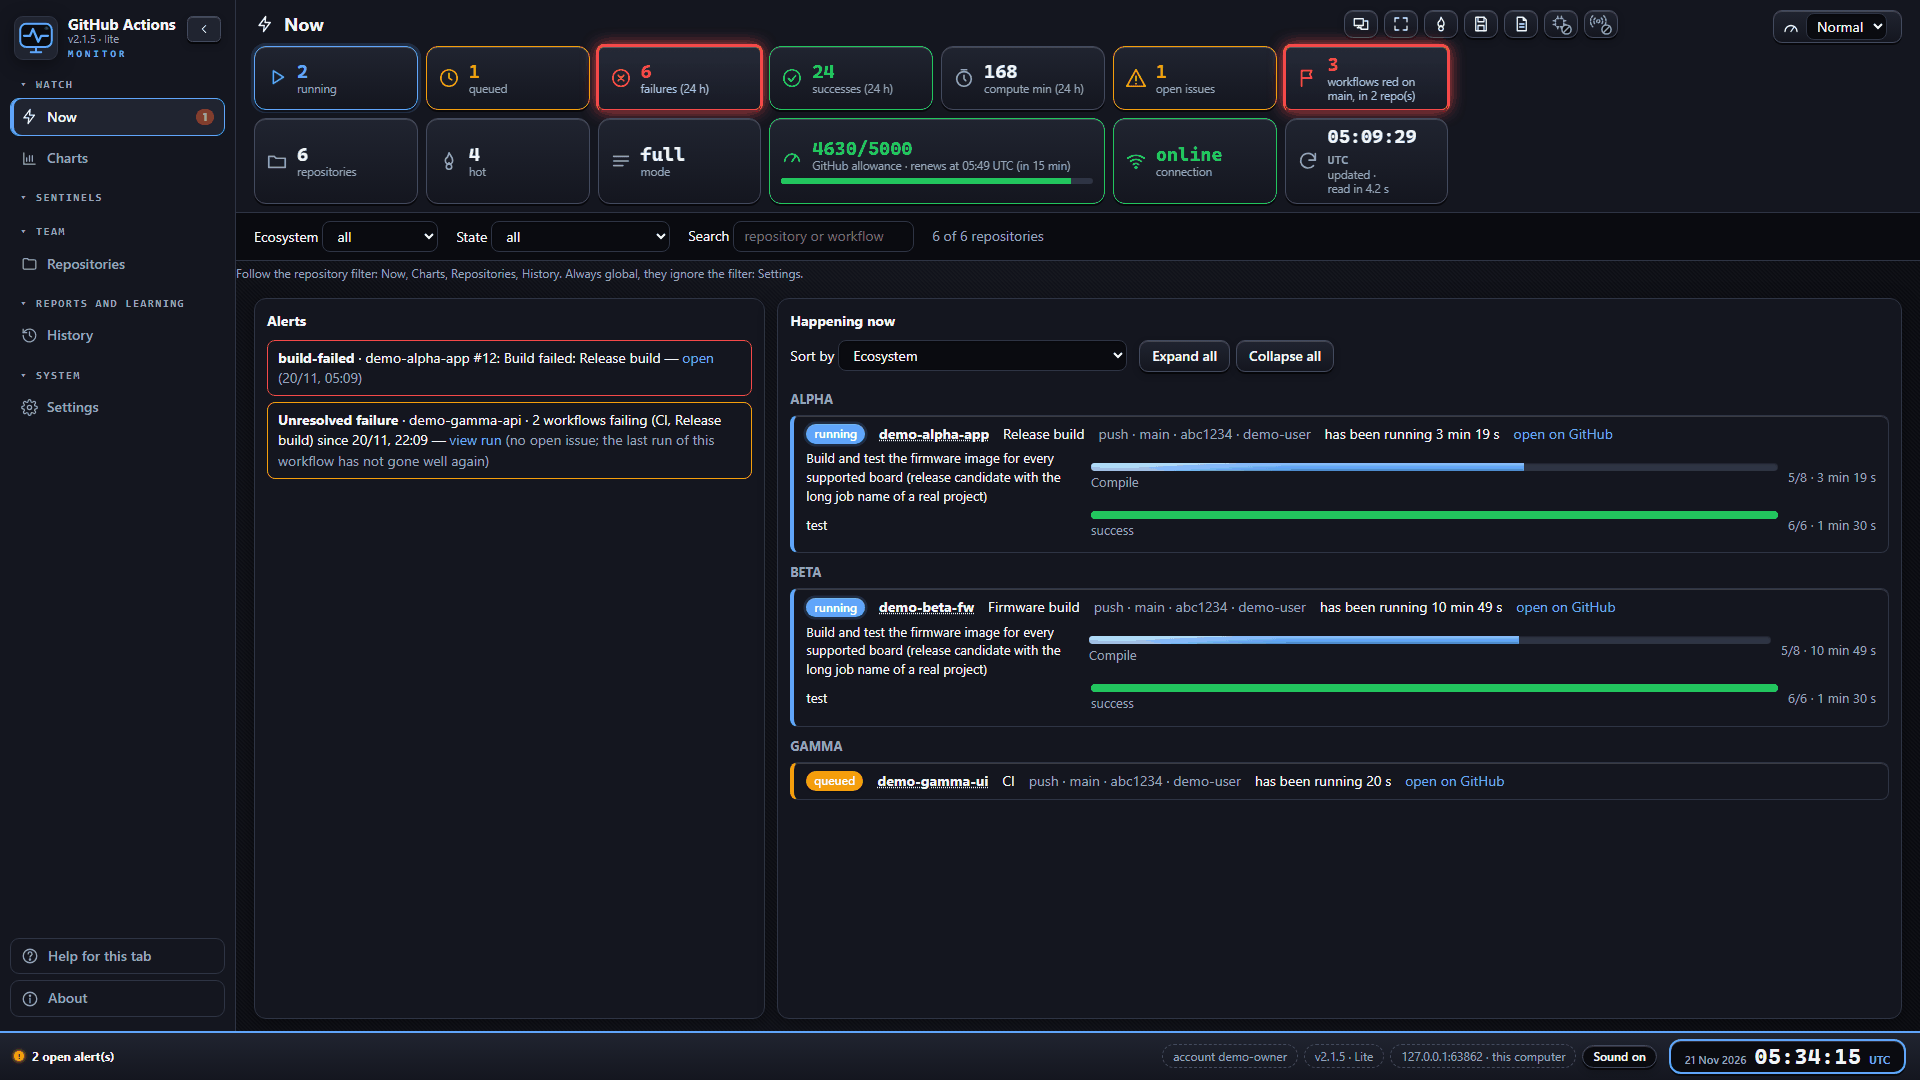 GitHub Actions
v2.1.5 · lite
MONITOR
WATCH
Now
1
Charts
SENTINELS
TEAM
Repositories
REPORTS AND LEARNING
History
SYSTEM
Settings
Help for this tab
About
Now
Normal
2
running
1
queued
6
failures (24 h)
24
successes (24 h)
168
compute min (24 h)
1
open issues
3
workflows red on
main, in 2 repo(s)
6
repositories
4
hot
full
mode
4630/5000
GitHub allowance · renews at 05:49 UTC (in 15 min)
online
connection
05:09:29
UTC
updated ·
read in 4.2 s
Ecosystem all State all Search repository or workflow 6 of 6 repositories
Follow the repository filter: Now, Charts, Repositories, History. Always global, they ignore the filter: Settings.
Alerts
build-failed · demo-alpha-app #12: Build failed: Release build — open
(20/11, 05:09)
Unresolved failure · demo-gamma-api · 2 workflows failing (CI, Release
build) since 20/11, 22:09 — view run (no open issue; the last run of this
workflow has not gone well again)
Happening now
Sort by Ecosystem Expand all Collapse all
ALPHA
running demo-alpha-app Release build push · main · abc1234 · demo-user has been running 3 min 19 s open on GitHub
Build and test the firmware image for every
supported board (release candidate with the
long job name of a real project)
Compile
5/8 · 3 min 19 s
test
success
6/6 · 1 min 30 s
BETA
running demo-beta-fw Firmware build push · main · abc1234 · demo-user has been running 10 min 49 s open on GitHub
Build and test the firmware image for every
supported board (release candidate with the
long job name of a real project)
Compile
5/8 · 10 min 49 s
test
success
6/6 · 1 min 30 s
GAMMA
queued demo-gamma-ui CI push · main · abc1234 · demo-user has been running 20 s open on GitHub
2 open alert(s)
account demo-owner
v2.1.5 · Lite
127.0.0.1:63862 · this computer
Sound on
21 Nov 2026 05:34:15 UTC